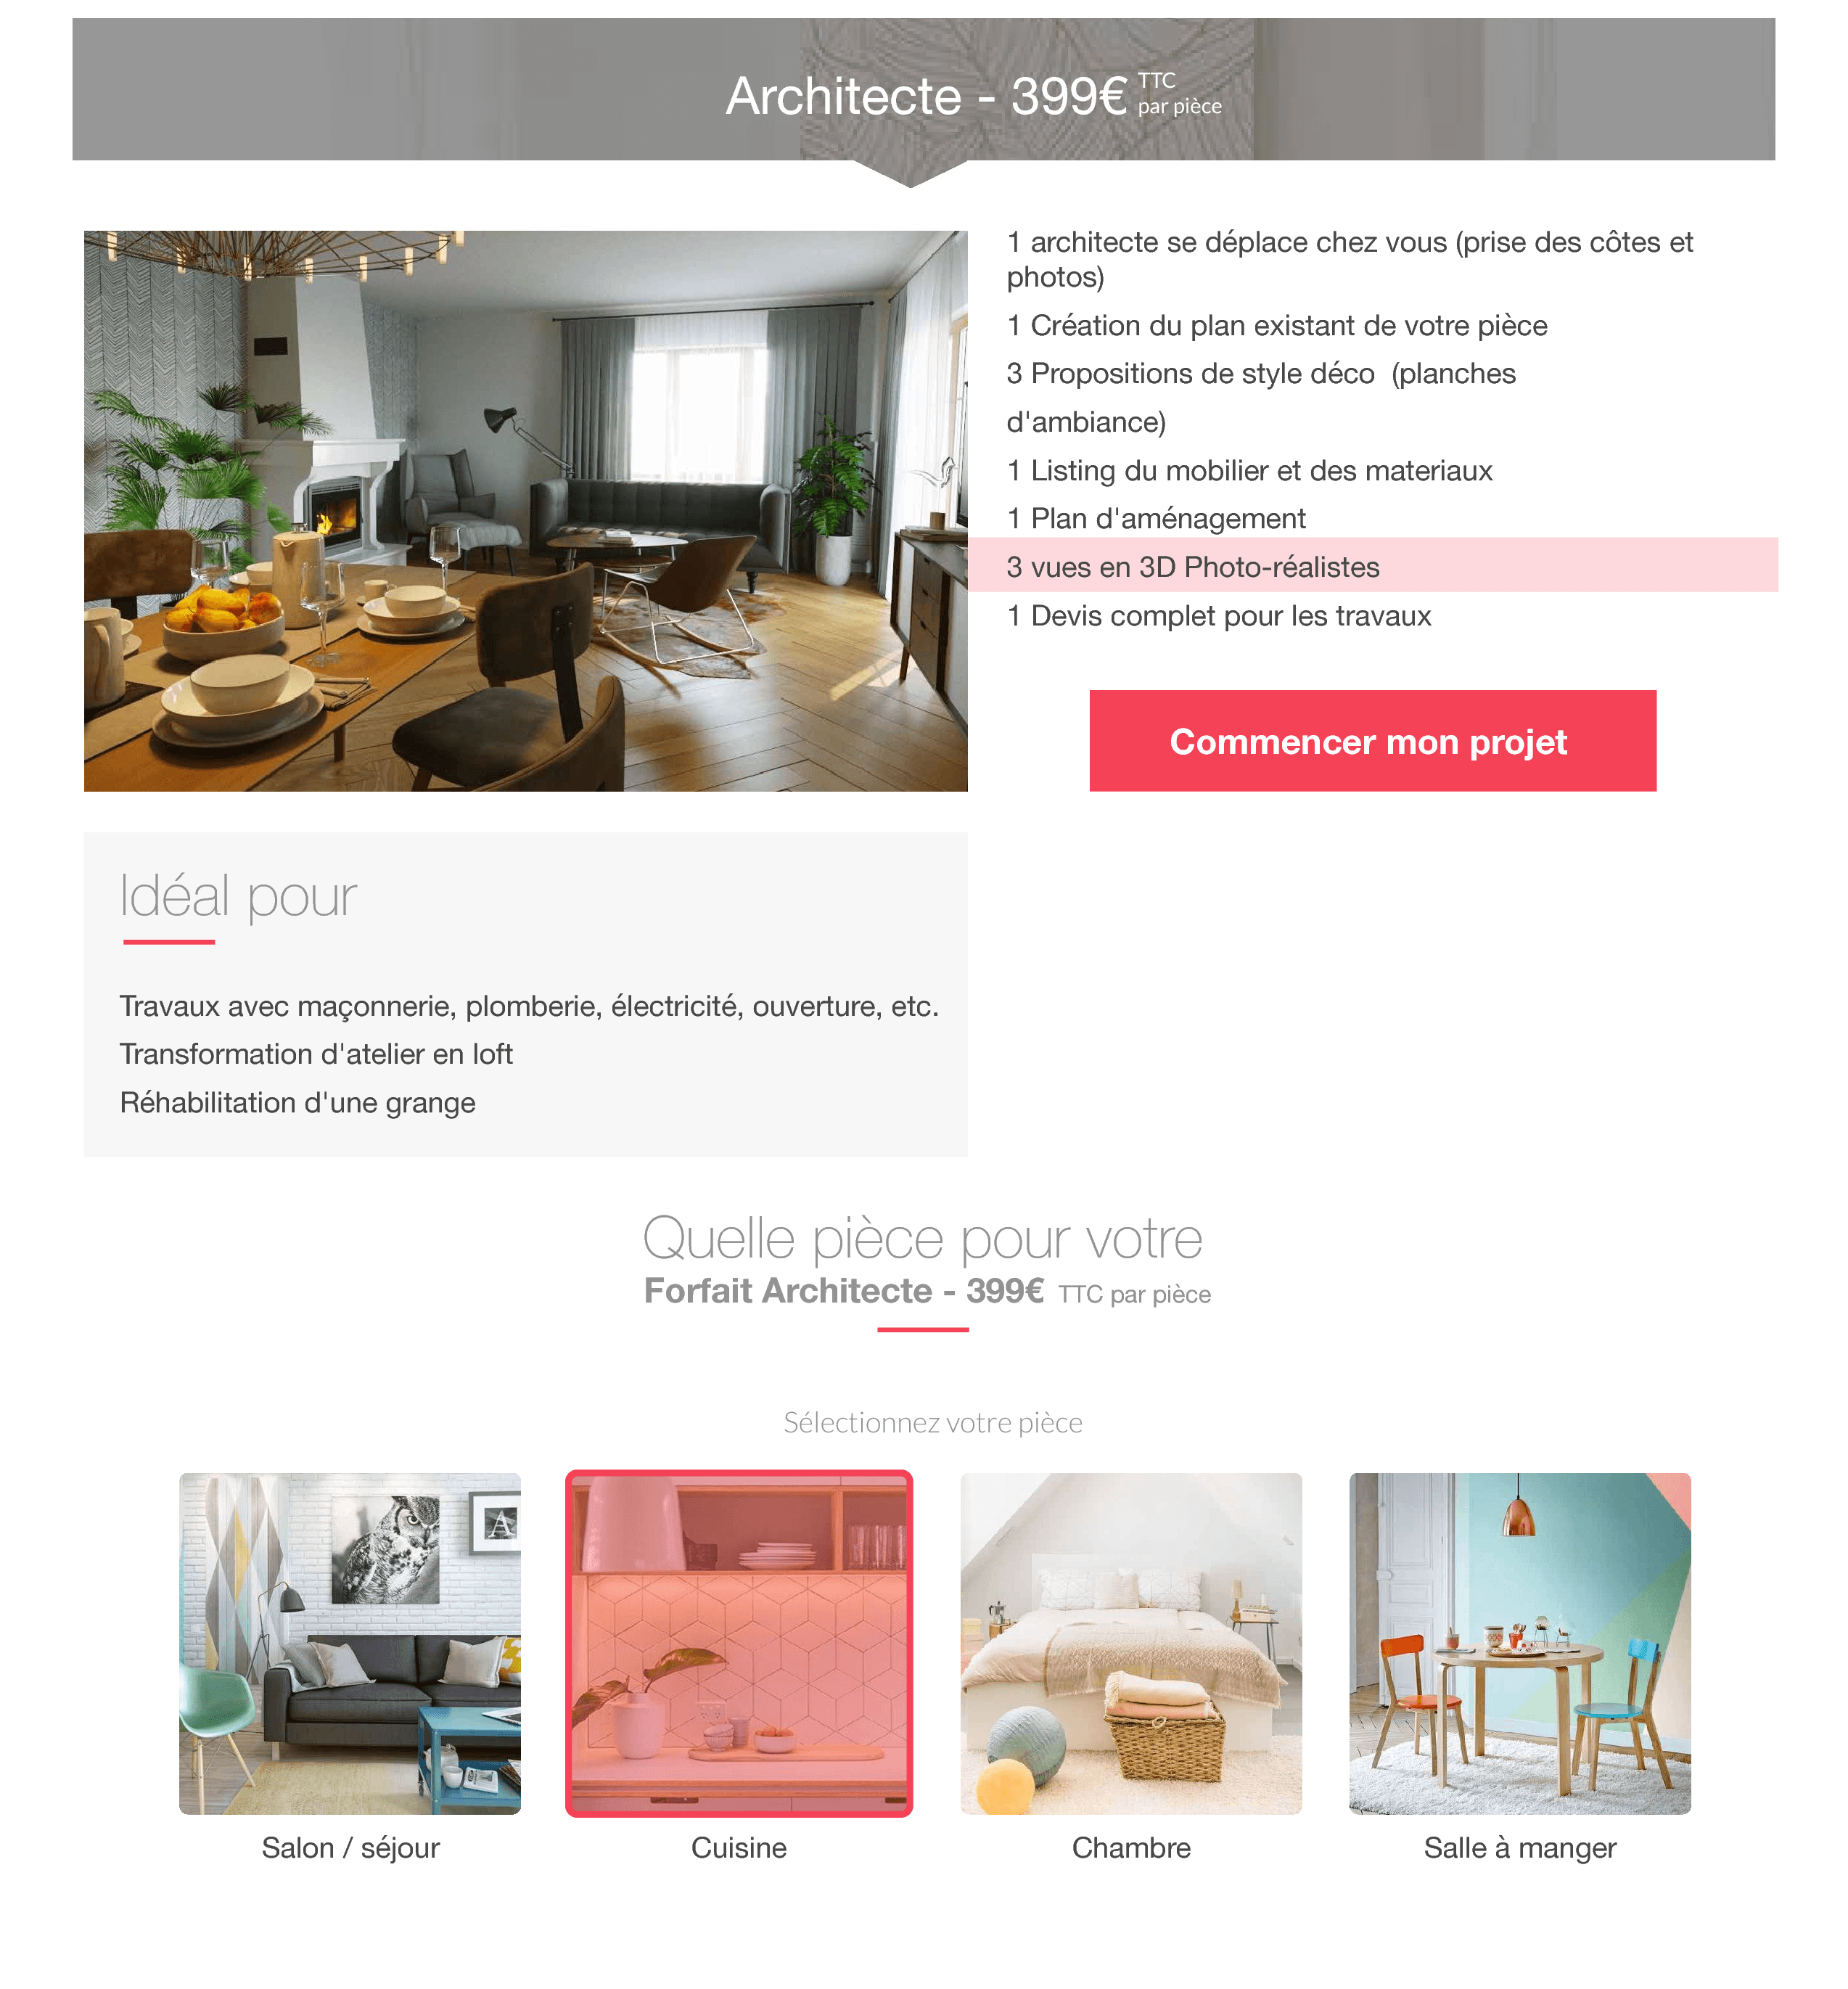 Architecte - 399€ TTC par pièce
1 architecte se déplace chez vous (prise des côtes et
photos)
1 Création du plan existant de votre pièce
3 Propositions de style déco  (planches
d'ambiance)
1 Listing du mobilier et des materiaux
1 Plan d'aménagement
3 vues en 3D Photo-réalistes
1 Devis complet pour les travaux
Commencer mon projet
Idéal pour
Travaux avec maçonnerie, plomberie, électricité, ouverture, etc.
Transformation d'atelier en loft
Réhabilitation d'une grange
Quelle pièce pour votre
Forfait Architecte - 399€ TTC par pièce
Sélectionnez votre pièce
A
Salon / séjour
Cuisine
Chambre
Salle à manger